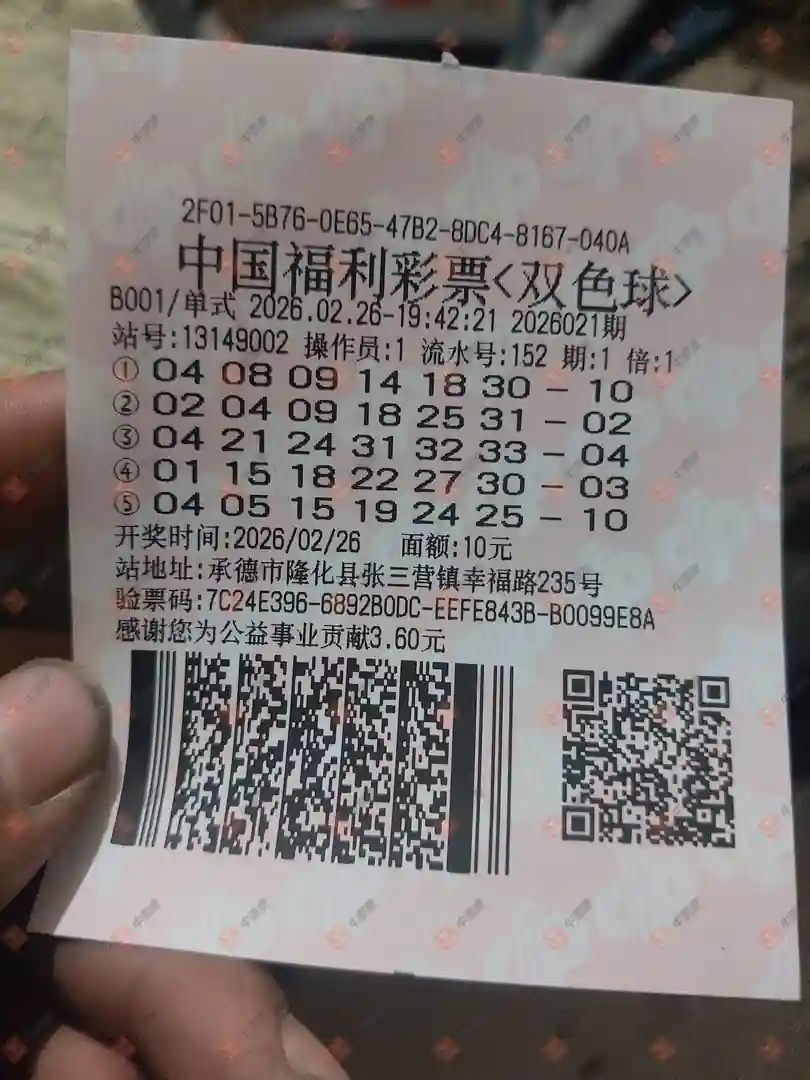 2F01-5B76-0E65-47B2-8DC4-8167-040A
中国福利彩票<双色球>
B001/单式 2026.02.26-19:42:21 2026021期
站号:13149002 操作员:1 流水号:152 期:1 倍:1
① 04 08 09 14 18 30 - 10
② 02 04 09 18 25 31 - 02
③ 04 21 24 31 32 33 - 04
④ 01 15 18 22 27 30 - 03
⑤ 04 05 15 19 24 25 - 10
开奖时间:2026/02/26 面额:10元
站地址:承德市隆化县张三营镇幸福路235号
验票码:7C24E396-6892B0DC-EEFE843B-B0099E8A
感谢您为公益事业贡献3.60元